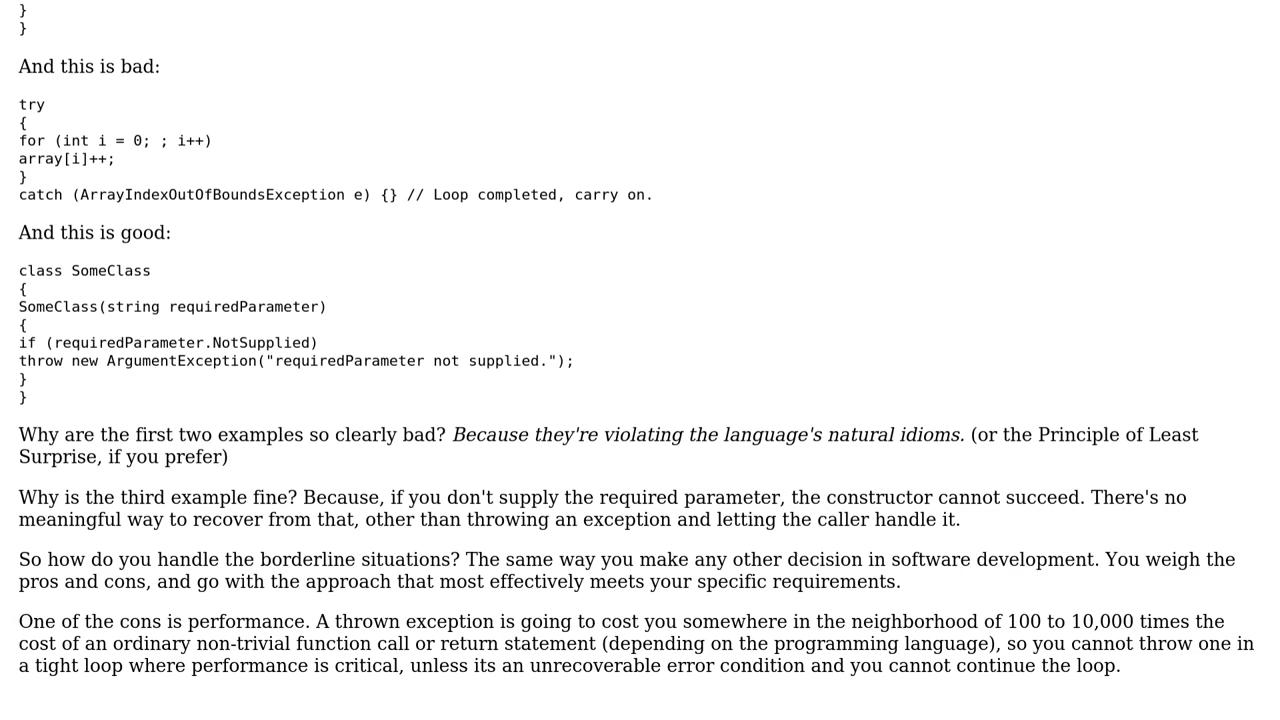 }
}
And this is bad:
try
{
for (int i = 0; ; i++)
array[i]++;
}
catch (ArrayIndexOutOfBoundsException e) {} // Loop completed, carry on.
And this is good:
class SomeClass
{
SomeClass(string requiredParameter)
{
if (requiredParameter.NotSupplied)
throw new ArgumentException("requiredParameter not supplied.");
}
}
Why are the first two examples so clearly bad? Because they're violating the language's natural idioms. (or the Principle of Least
Surprise, if you prefer)
Why is the third example fine? Because, if you don't supply the required parameter, the constructor cannot succeed. There's no
meaningful way to recover from that, other than throwing an exception and letting the caller handle it.
So how do you handle the borderline situations? The same way you make any other decision in software development. You weigh the
pros and cons, and go with the approach that most effectively meets your specific requirements.
One of the cons is performance. A thrown exception is going to cost you somewhere in the neighborhood of 100 to 10,000 times the
cost of an ordinary non-trivial function call or return statement (depending on the programming language), so you cannot throw one in
a tight loop where performance is critical, unless its an unrecoverable error condition and you cannot continue the loop.